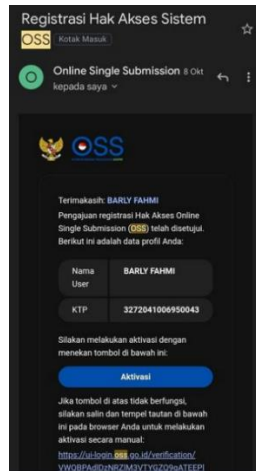 Registrasi Hak Akses Sistem
OSS Kotak Masuk
Online Single Submission 8 Okt
kepada saya
OSS
Terimakasih: BARLY FAHMI
Pengajuan registrasi Hak Akses Online
Single Submission (OSS) telah disetujui.
Berikut ini adalah data profil Anda:
Nama User BARLY FAHMI
KTP 3272041006950043
Silakan melakukan aktivasi dengan
menekan tombol di bawah ini:
Aktivasi
Jika tombol di atas tidak berfungsi,
silakan salin dan tempel tautan di bawah
ini pada browser Anda untuk melakukan
aktivasi secara manual:
https://ui-login.oss.go.id/verification/